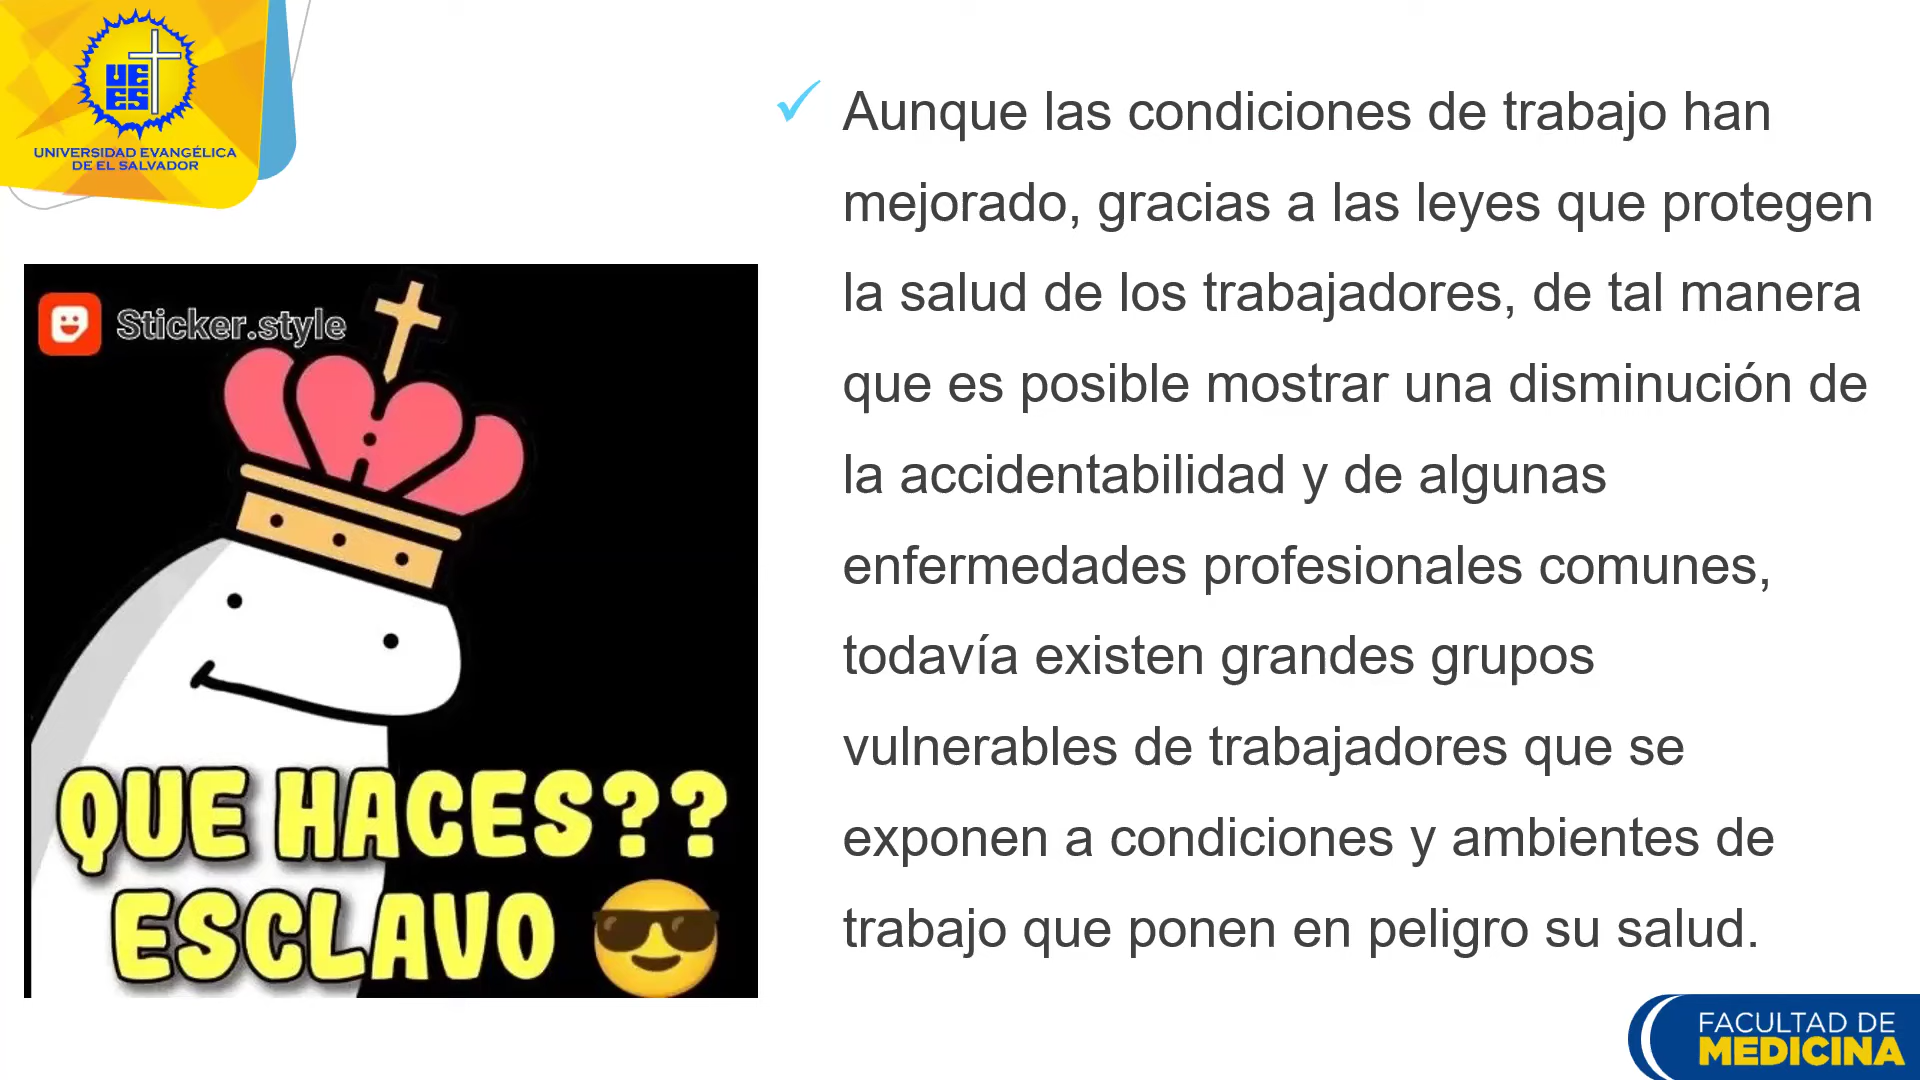 UE
ES
UNIVERSIDAD EVANGÉLICA
DE EL SALVADOR
Sticker.style
QUE HACES??
ESCLAVO
Aunque las condiciones de trabajo han
mejorado, gracias a las leyes que protegen
la salud de los trabajadores, de tal manera
que es posible mostrar una disminución de
la accidentabilidad y de algunas
enfermedades profesionales comunes,
todavía existen grandes grupos
vulnerables de trabajadores que se
exponen a condiciones y ambientes de
trabajo que ponen en peligro su salud.
FACULTAD DE
MEDICINA